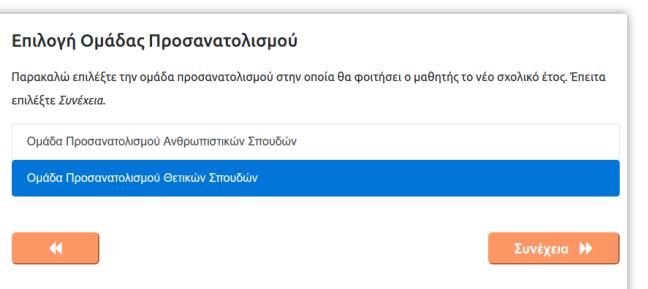 Επιλογή Ομάδας Προσανατολισμού
Παρακαλώ επιλέξτε την ομάδα προσανατολισμού στην οποία θα φοιτήσει ο μαθητής το νέο σχολικό έτος. Έπειτα
επιλέξτε Συνέχεια.
Ομάδα Προσανατολισμού Ανθρωπιστικών Σπουδών
Ομάδα Προσανατολισμού Θετικών Σπουδών
Συνέχεια